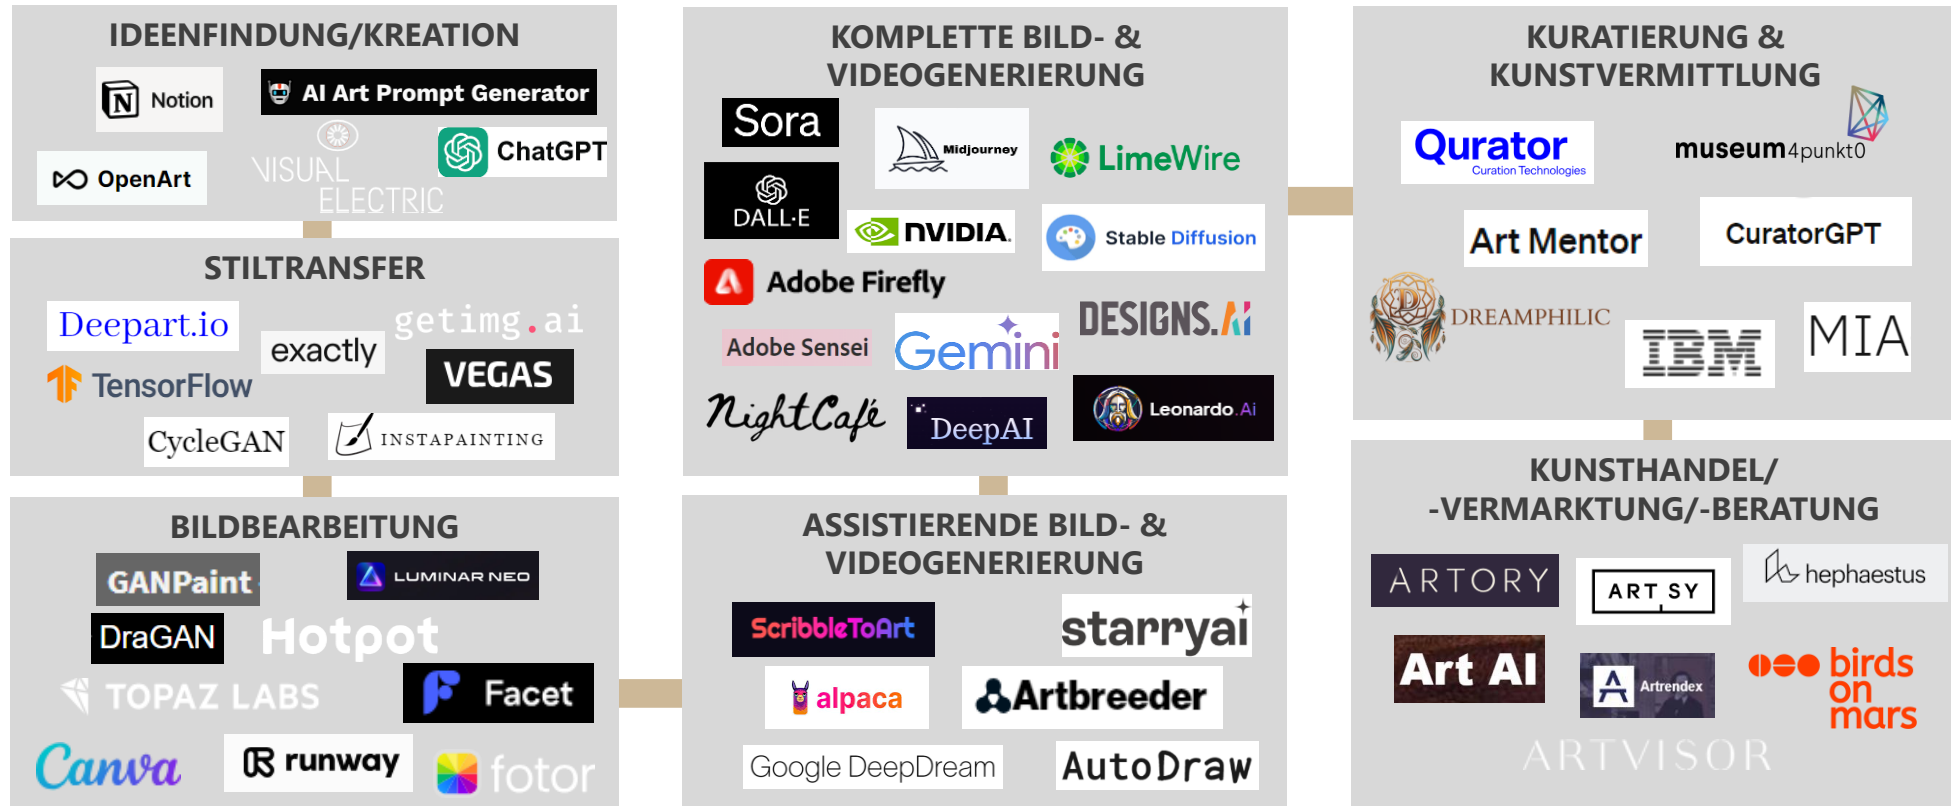 IDEENFINDUNG/KREATION
Notion
AI Art Prompt Generator
OpenArt
VISUAL
ELECTRIC
ChatGPT
STILTRANSFER
Deepart.io
getimg.ai
exactly
TensorFlow
VEGAS
CycleGAN
INSTAPAINTING
BILDBEARBEITUNG
GANPaint
LUMINAR NEO
DraGAN
Hotpot
TOPAZ LABS
Facet
Canva
runway
fotor
KOMPLETTE BILD- &
VIDEOGENERIERUNG
Sora
Midjourney
LimeWire
DALL·E
NVIDIA.
Stable Diffusion
Adobe Firefly
DESIGNS.Ai
Adobe Sensei
Gemini
NightCafé
DeepAI
Leonardo.Ai
ASSISTIERENDE BILD- &
VIDEOGENERIERUNG
ScribbleToArt
starryai
alpaca
Artbreeder
Google DeepDream
AutoDraw
KURATIERUNG &
KUNSTVERMITTLUNG
Qurator
Curation Technologies
museum4punkt0
Art Mentor
CuratorGPT
DREAMPHILIC
IBM
MIA
KUNSTHANDEL/
-VERMARKTUNG/-BERATUNG
ARTORY
ARTSY
hephaestus
Art AI
Artrendex
birds
on
mars
ARTVISOR